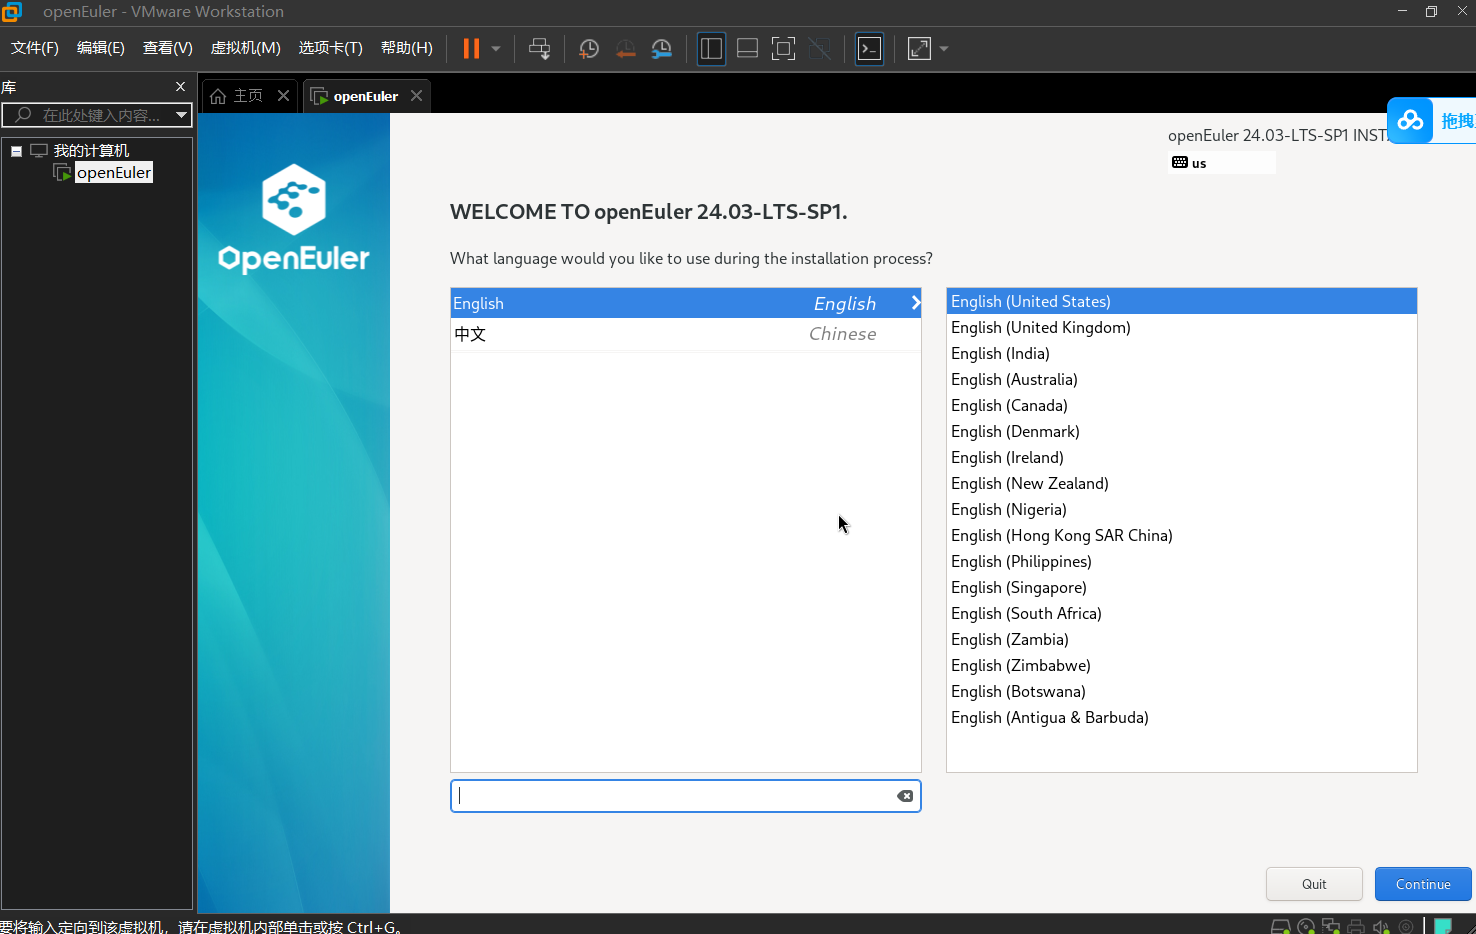 openEuler - VMware Workstation
文件(F) 编辑(E) 查看(V) 虚拟机(M) 选项卡(T) 帮助(H)
库
在此处键入内容...
我的计算机
openEuler
主页
openEuler
拖拽
OpenEuler
openEuler 24.03-LTS-SP1 INST
us
WELCOME TO openEuler 24.03-LTS-SP1.
What language would you like to use during the installation process?
English English
中文 Chinese
English (United States)
English (United Kingdom)
English (India)
English (Australia)
English (Canada)
English (Denmark)
English (Ireland)
English (New Zealand)
English (Nigeria)
English (Hong Kong SAR China)
English (Philippines)
English (Singapore)
English (South Africa)
English (Zambia)
English (Zimbabwe)
English (Botswana)
English (Antigua & Barbuda)
Quit
Continue
要将输入定向到该虚拟机，请在虚拟机内部单击或按 Ctrl+G。